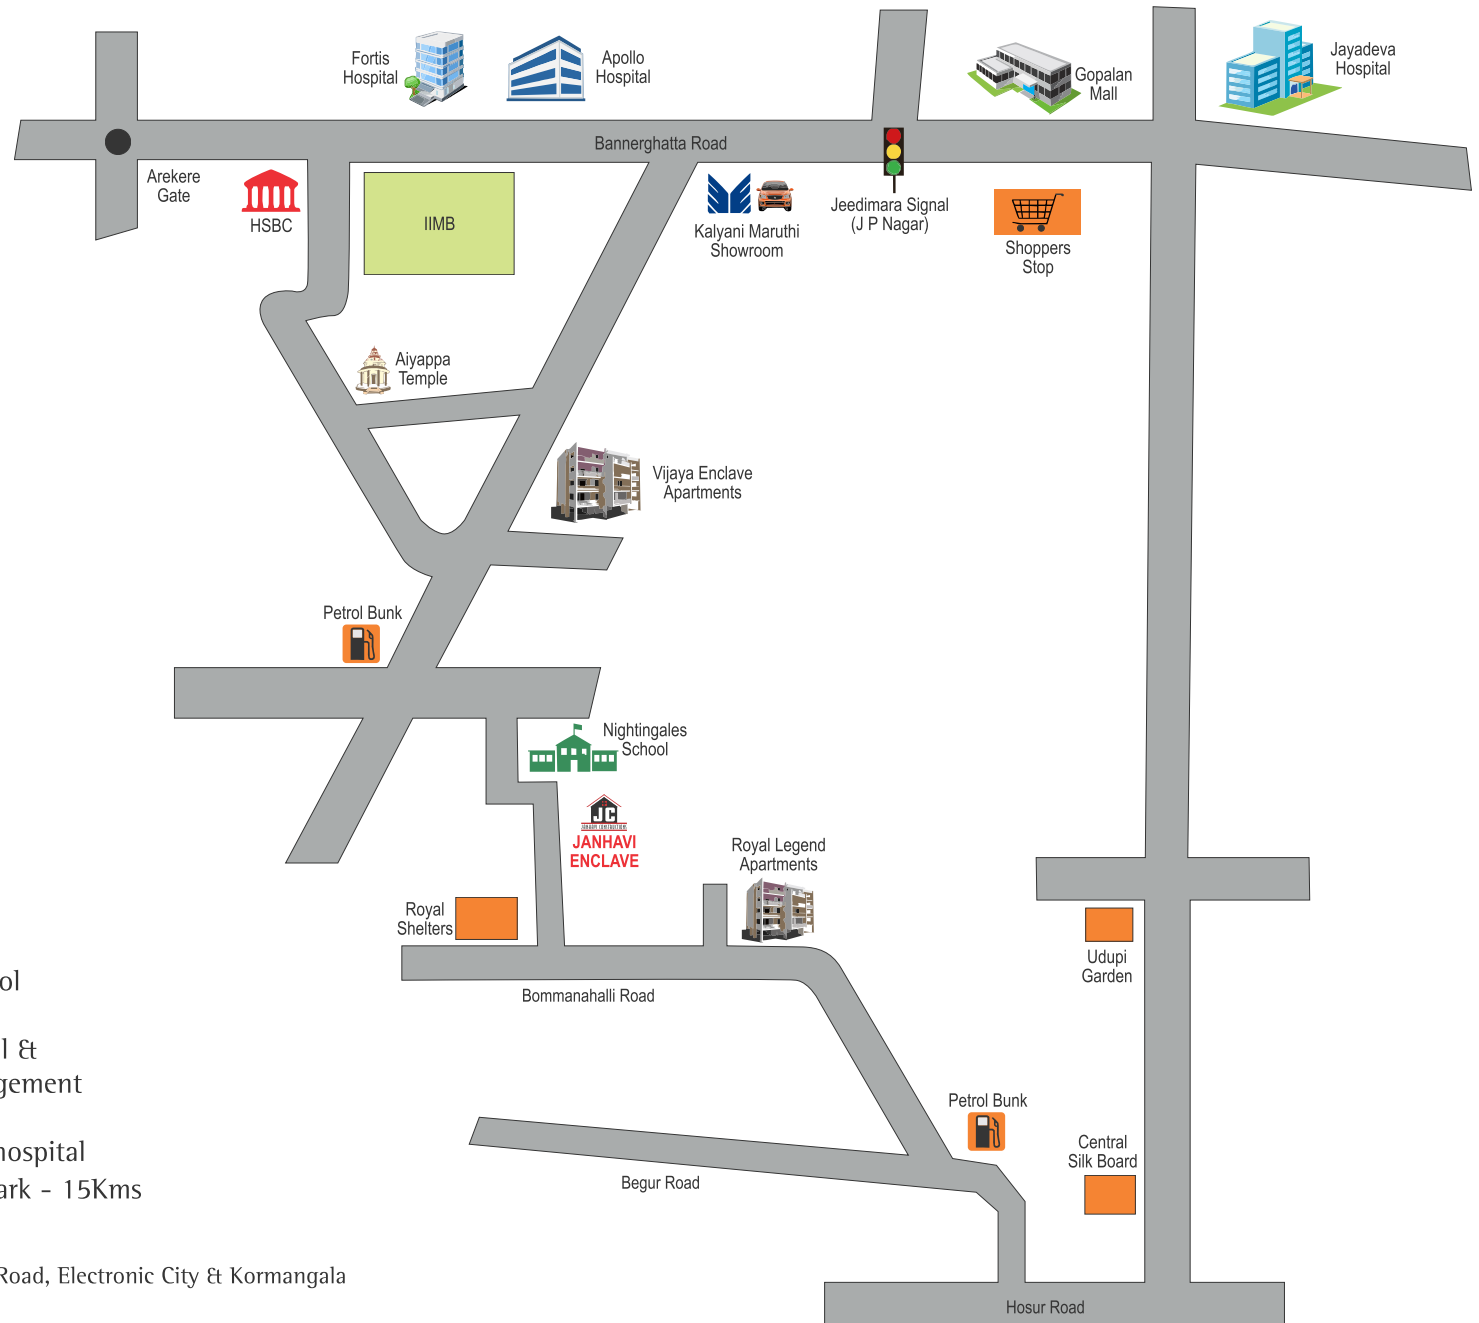 Fortis
Hospital
Apollo
Hospital
Gopalan
Mall
Jayadeva
Hospital
Bannerghatta Road
Arekere
Gate
HSBC
IIMB
Kalyani Maruthi
Showroom
Jeedimara Signal
(J P Nagar)
Shoppers
Stop
Aiyappa
Temple
Vijaya Enclave
Apartments
Petrol Bunk
Nightingales
School
JC
JANHAVI CONSTRUCTIONS
JANHAVI
ENCLAVE
Royal Legend
Apartments
Royal
Shelters
Udupi
Garden
Bommanahalli Road
ol
l &
gement
hospital
ark - 15Kms
Petrol Bunk
Central
Silk Board
Begur Road
Road, Electronic City & Kormangala
Hosur Road